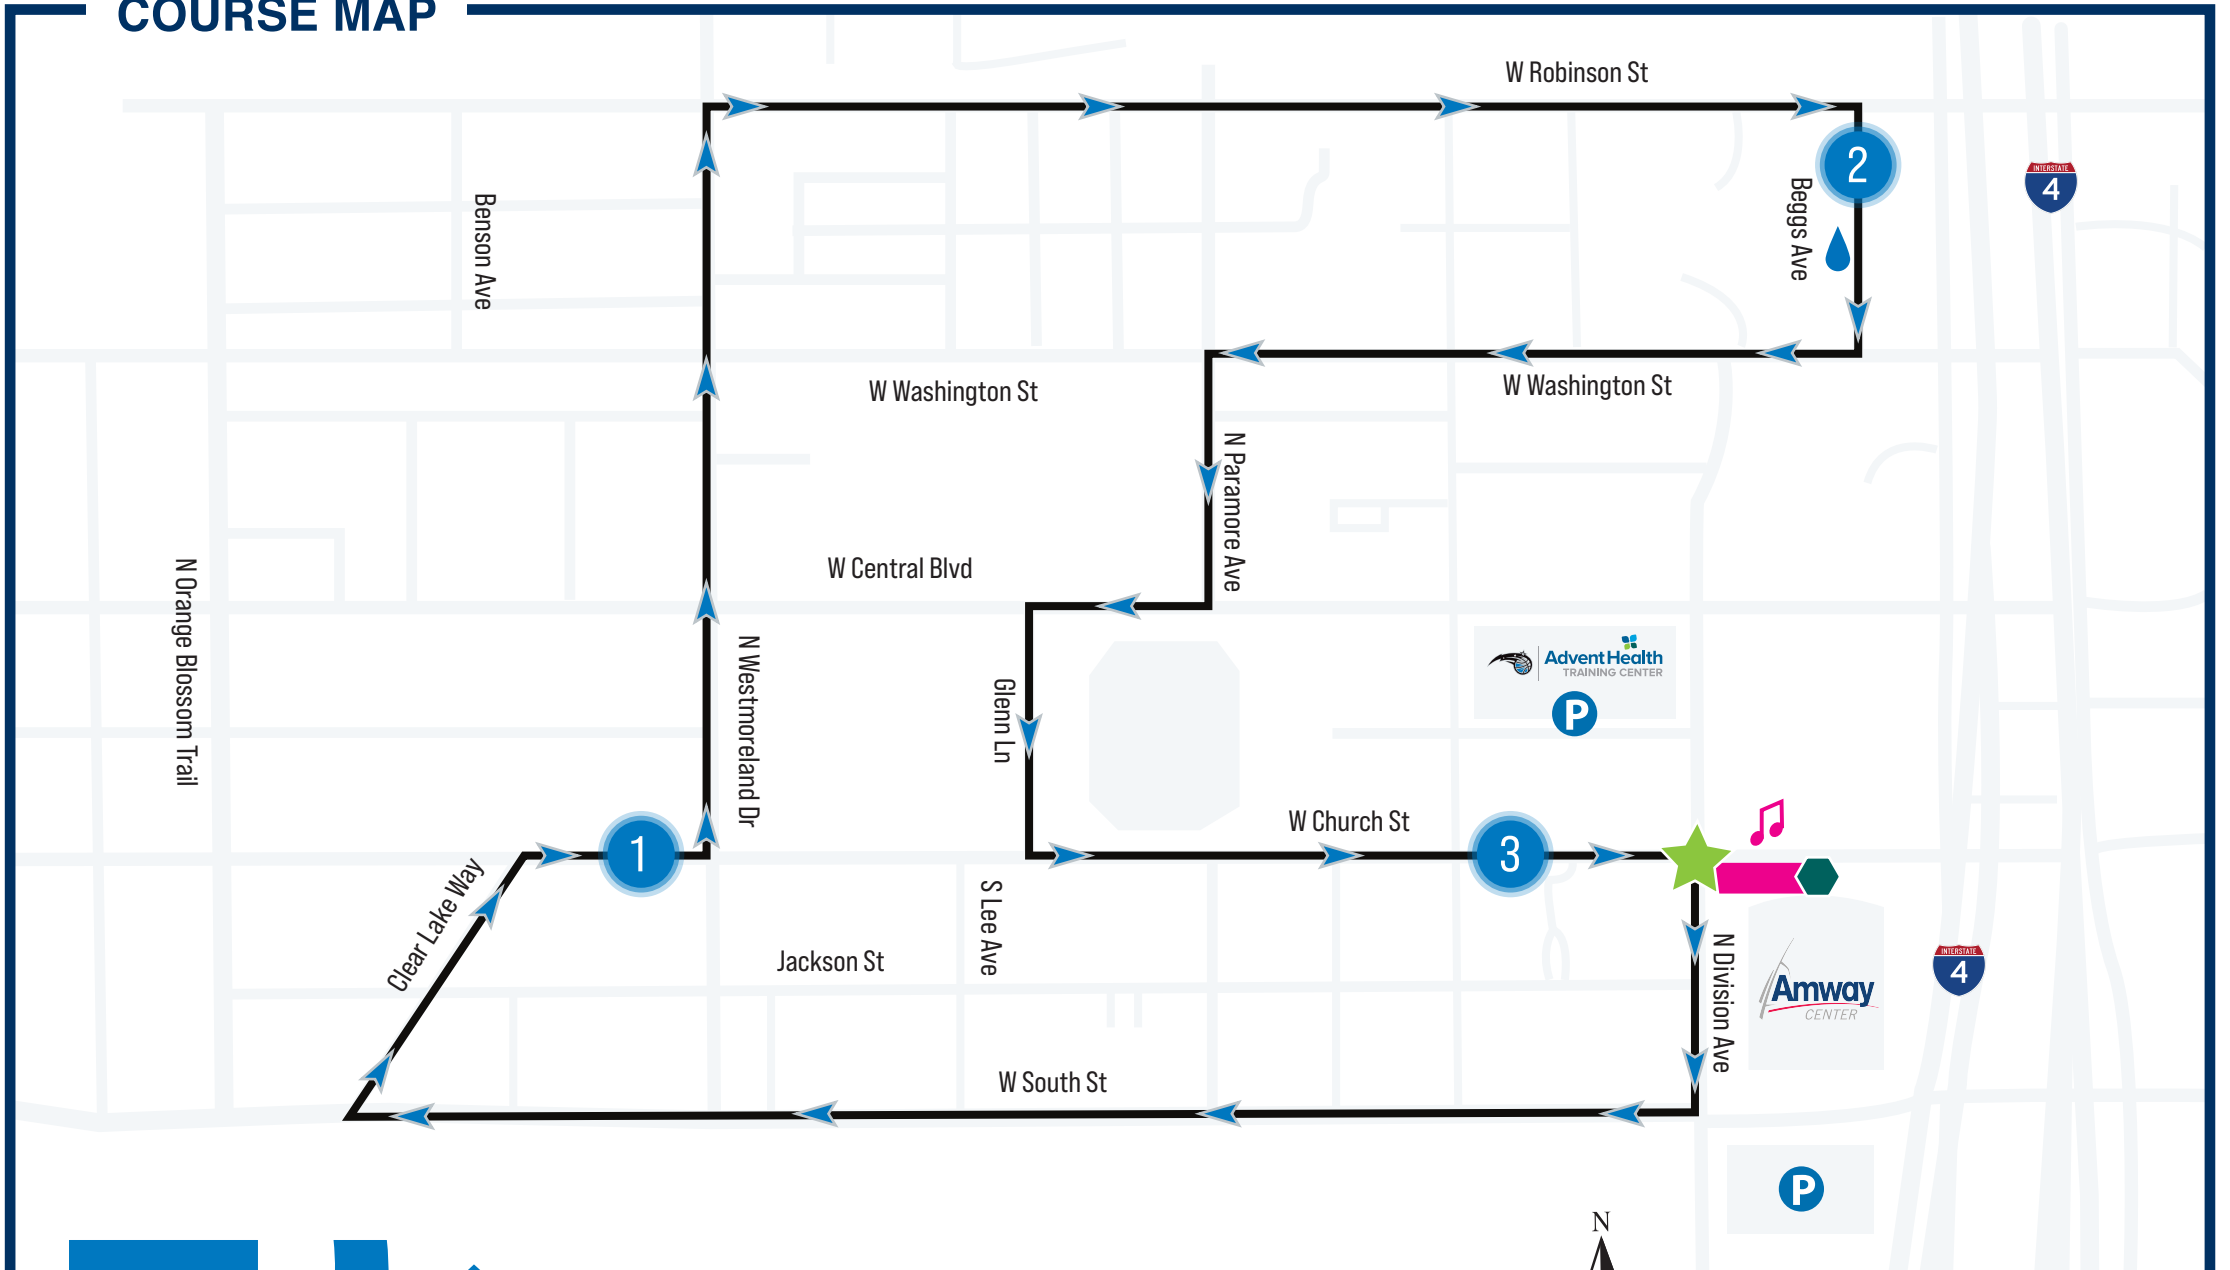 COURSE MAP
W Robinson St
2
INTERSTATE
4
Benson Ave
Beggs Ave
W Washington St
W Washington St
N Paramore Ave
W Central Blvd
N Orange Blossom Trail
N Westmoreland Dr
Glenn Ln
AdventHealth
TRAINING CENTER
P
W Church St
1
3
Clear Lake Way
S Lee Ave
Jackson St
N Division Ave
Amway
CENTER
INTERSTATE
4
W South St
P
N